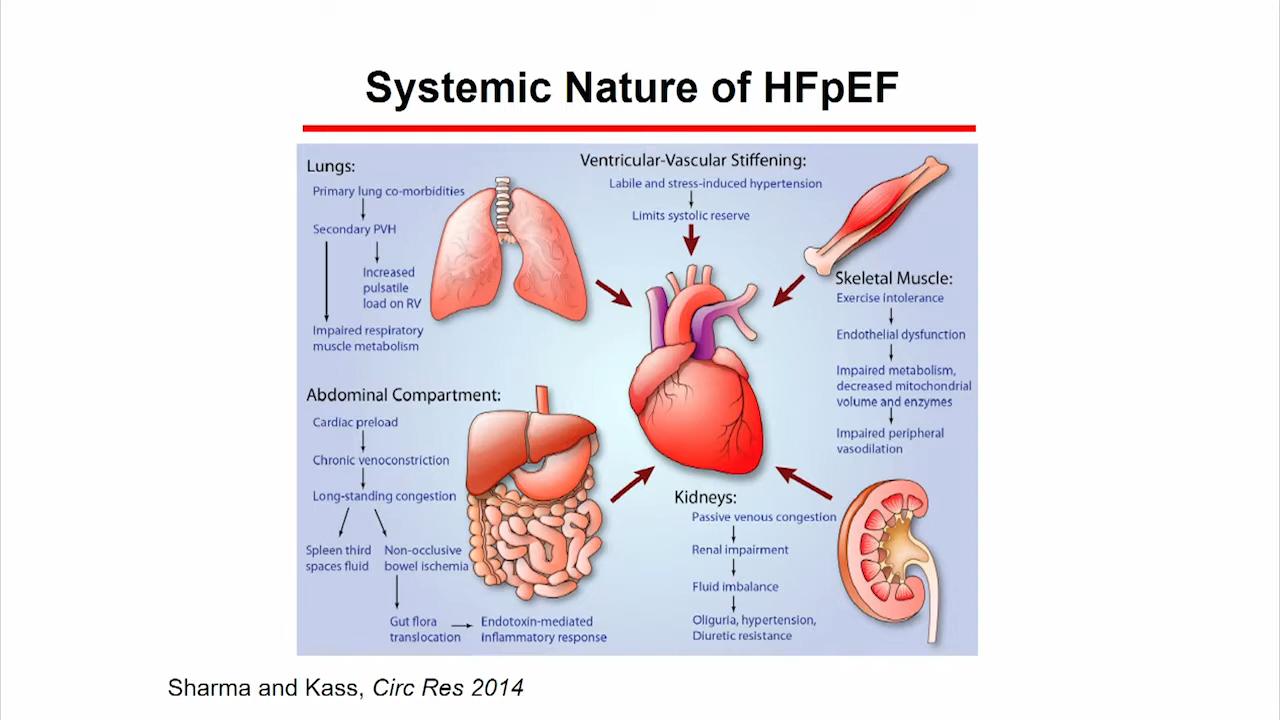 Systemic Nature of HFpEF
Lungs:
Primary lung co-morbidities
Secondary PVH
Increased
pulsatile
load on RV
Impaired respiratory
muscle metabolism
Ventricular-Vascular Stiffening:
Labile and stress-induced hypertension
Limits systolic reserve
Skeletal Muscle:
Exercise intolerance
Endothelial dysfunction
Impaired metabolism,
decreased mitochondrial
volume and enzymes
Impaired peripheral
vasodilation
Abdominal Compartment:
Cardiac preload
Chronic venoconstriction
Long-standing congestion
Spleen third
spaces fluid
Non-occlusive
bowel ischemia
Gut flora
translocation
Endotoxin-mediated
inflammatory response
Kidneys:
Passive venous congestion
Renal impairment
Fluid imbalance
Oliguria, hypertension,
Diuretic resistance
Sharma and Kass, Circ Res 2014